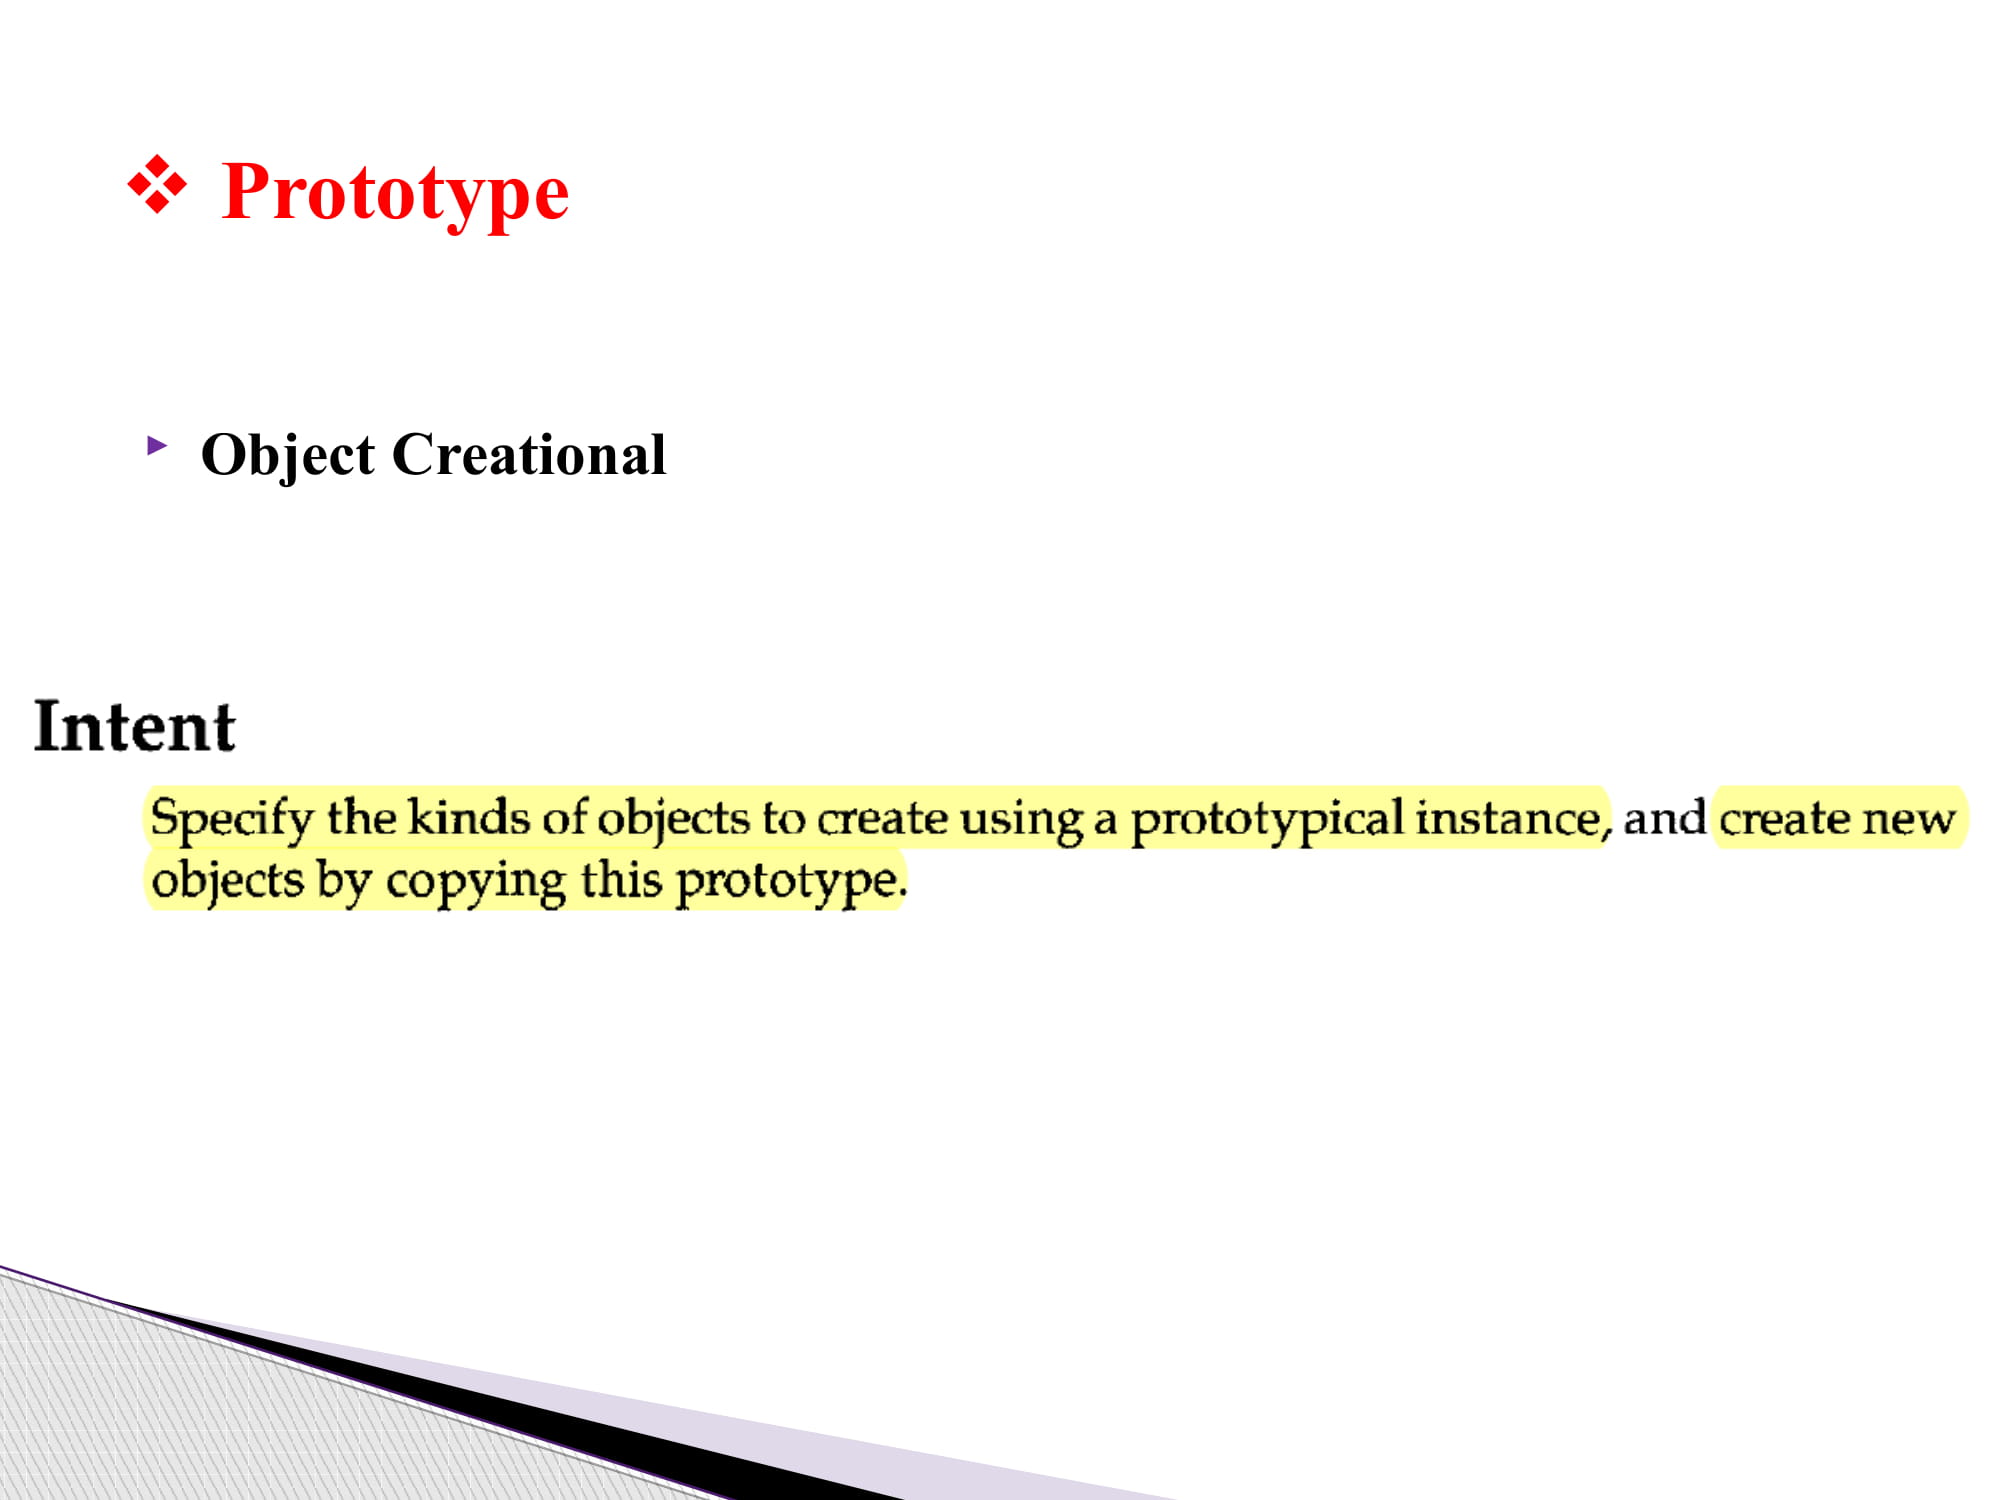 Prototype
Object Creational
Intent
Specify the kinds of objects to create using a prototypical instance, and create new
objects by copying this prototype.